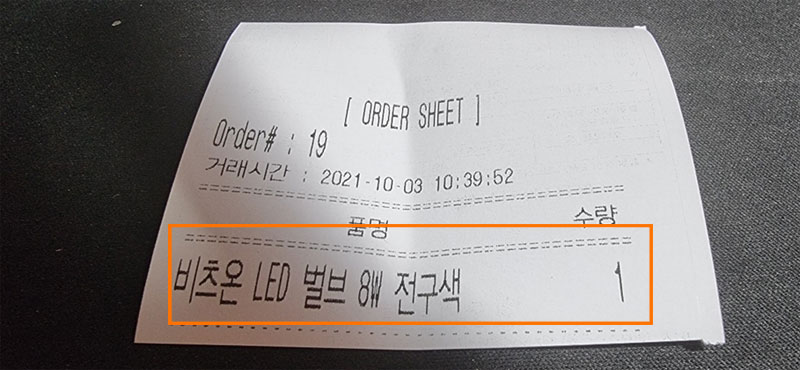 [ ORDER SHEET ]
Order# : 19
거래시간 : 2021-10-03 10:39:52
품명 수량
비츠온 LED 벌브 8W 전구색 1